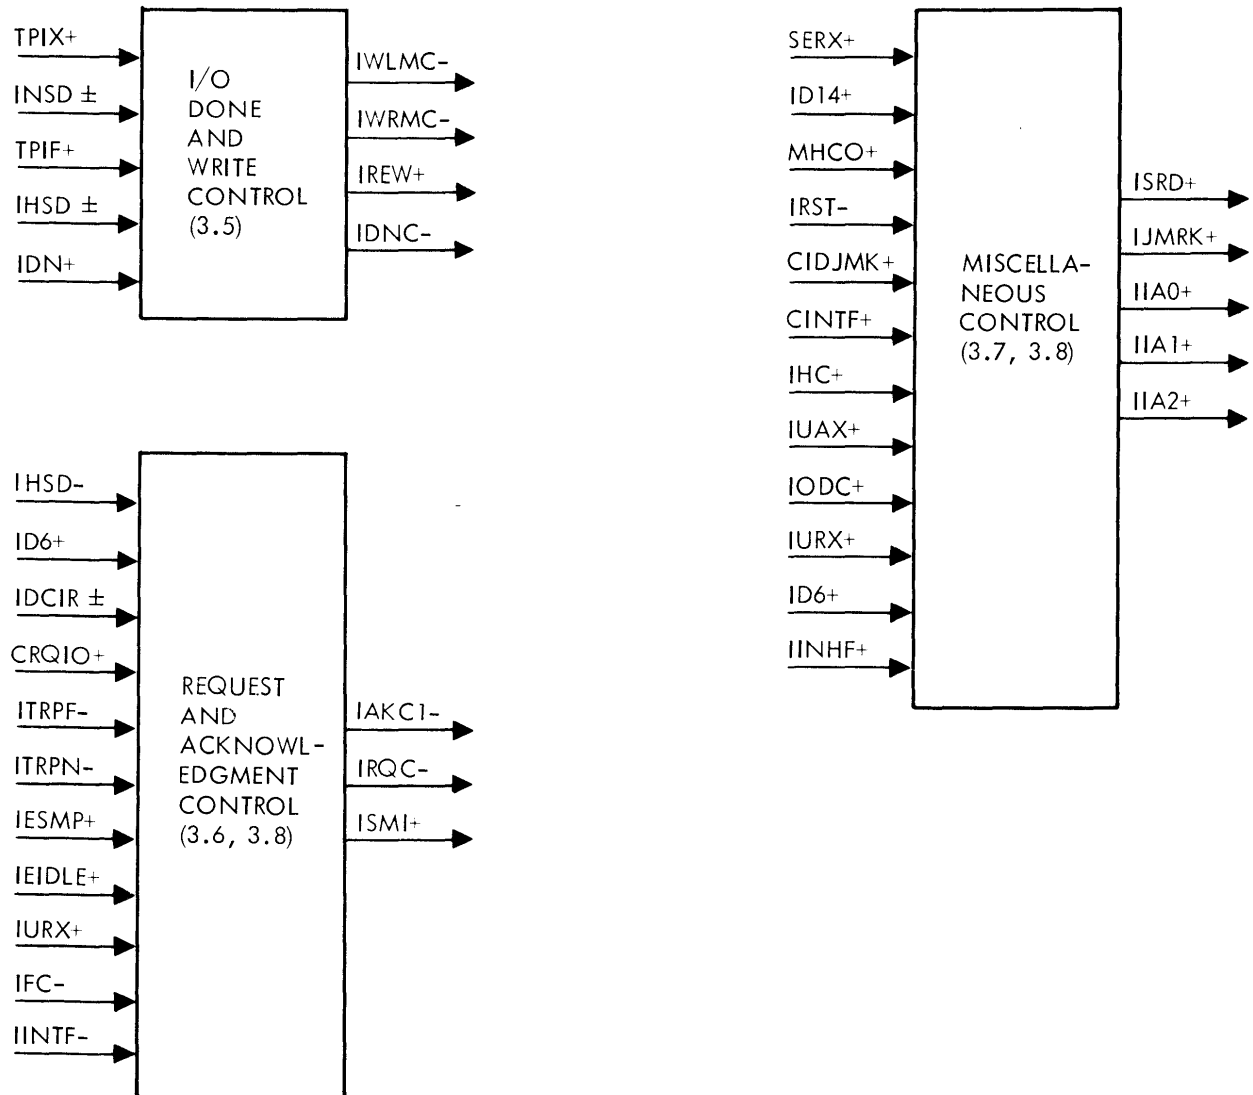 TPIX+
INSD ±
TPIF+
IHSD ±
IDN+
I/O
DONE
AND
WRITE
CONTROL
(3.5)
IWLMC-
IWRMC-
IREW+
IDNC-
IHSD-
ID6+
IDCIR ±
CRQIO+
ITRPF-
ITRPN-
IESMP+
IEIDLE+
IURX+
IFC-
IINTF-
REQUEST
AND
ACKNOWL-
EDGMENT
CONTROL
(3.6, 3.8)
IAKC1-
IRQC-
ISMI+
SERX+
ID14+
MHCO+
IRST-
CIDJMK+
CINTF+
IHC+
IUAX+
IODC+
IURX+
ID6+
IINHF+
MISCELLA-
NEOUS
CONTROL
(3.7, 3.8)
ISRD+
IJMRK+
IIA0+
IIA1+
IIA2+